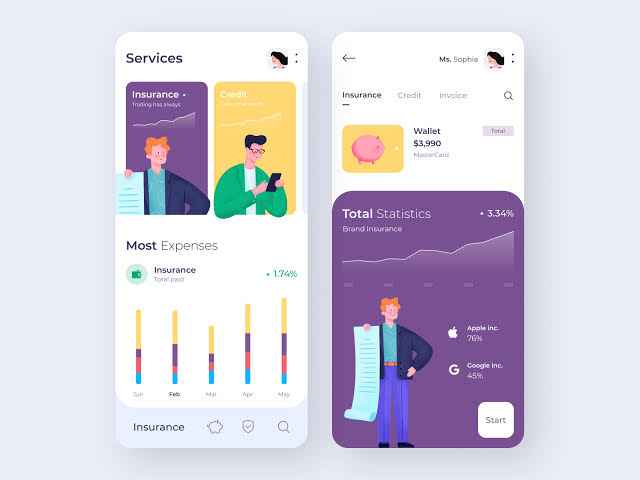 Services
Insurance
Trading has always
Credit
Most Expenses
Insurance
Total paid
1.74%
Sun
Feb
Mar
Apr
May
Insurance
Ms. Sophie
Insurance
Credit
Invoice
Wallet
$3,990
MasterCard
Total
Total Statistics
3.34%
Brand insurance
Apple inc.
76%
Google inc.
45%
Start